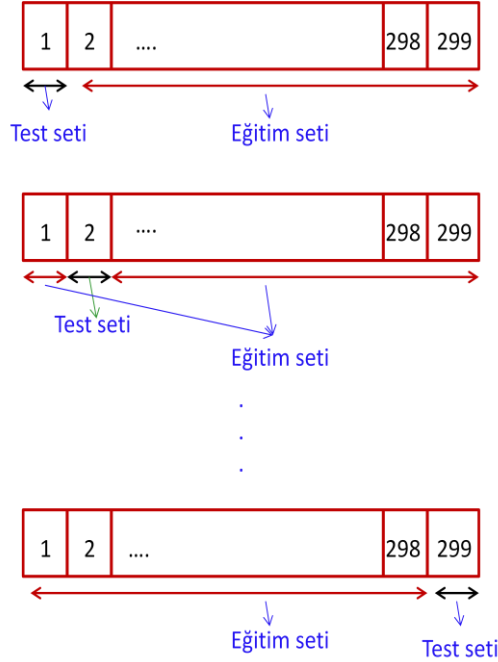 1 2 .... 298 299
Test seti Eğitim seti
1 2 .... 298 299
Test seti
Eğitim seti
.
.
.
1 2 .... 298 299
Eğitim seti Test seti